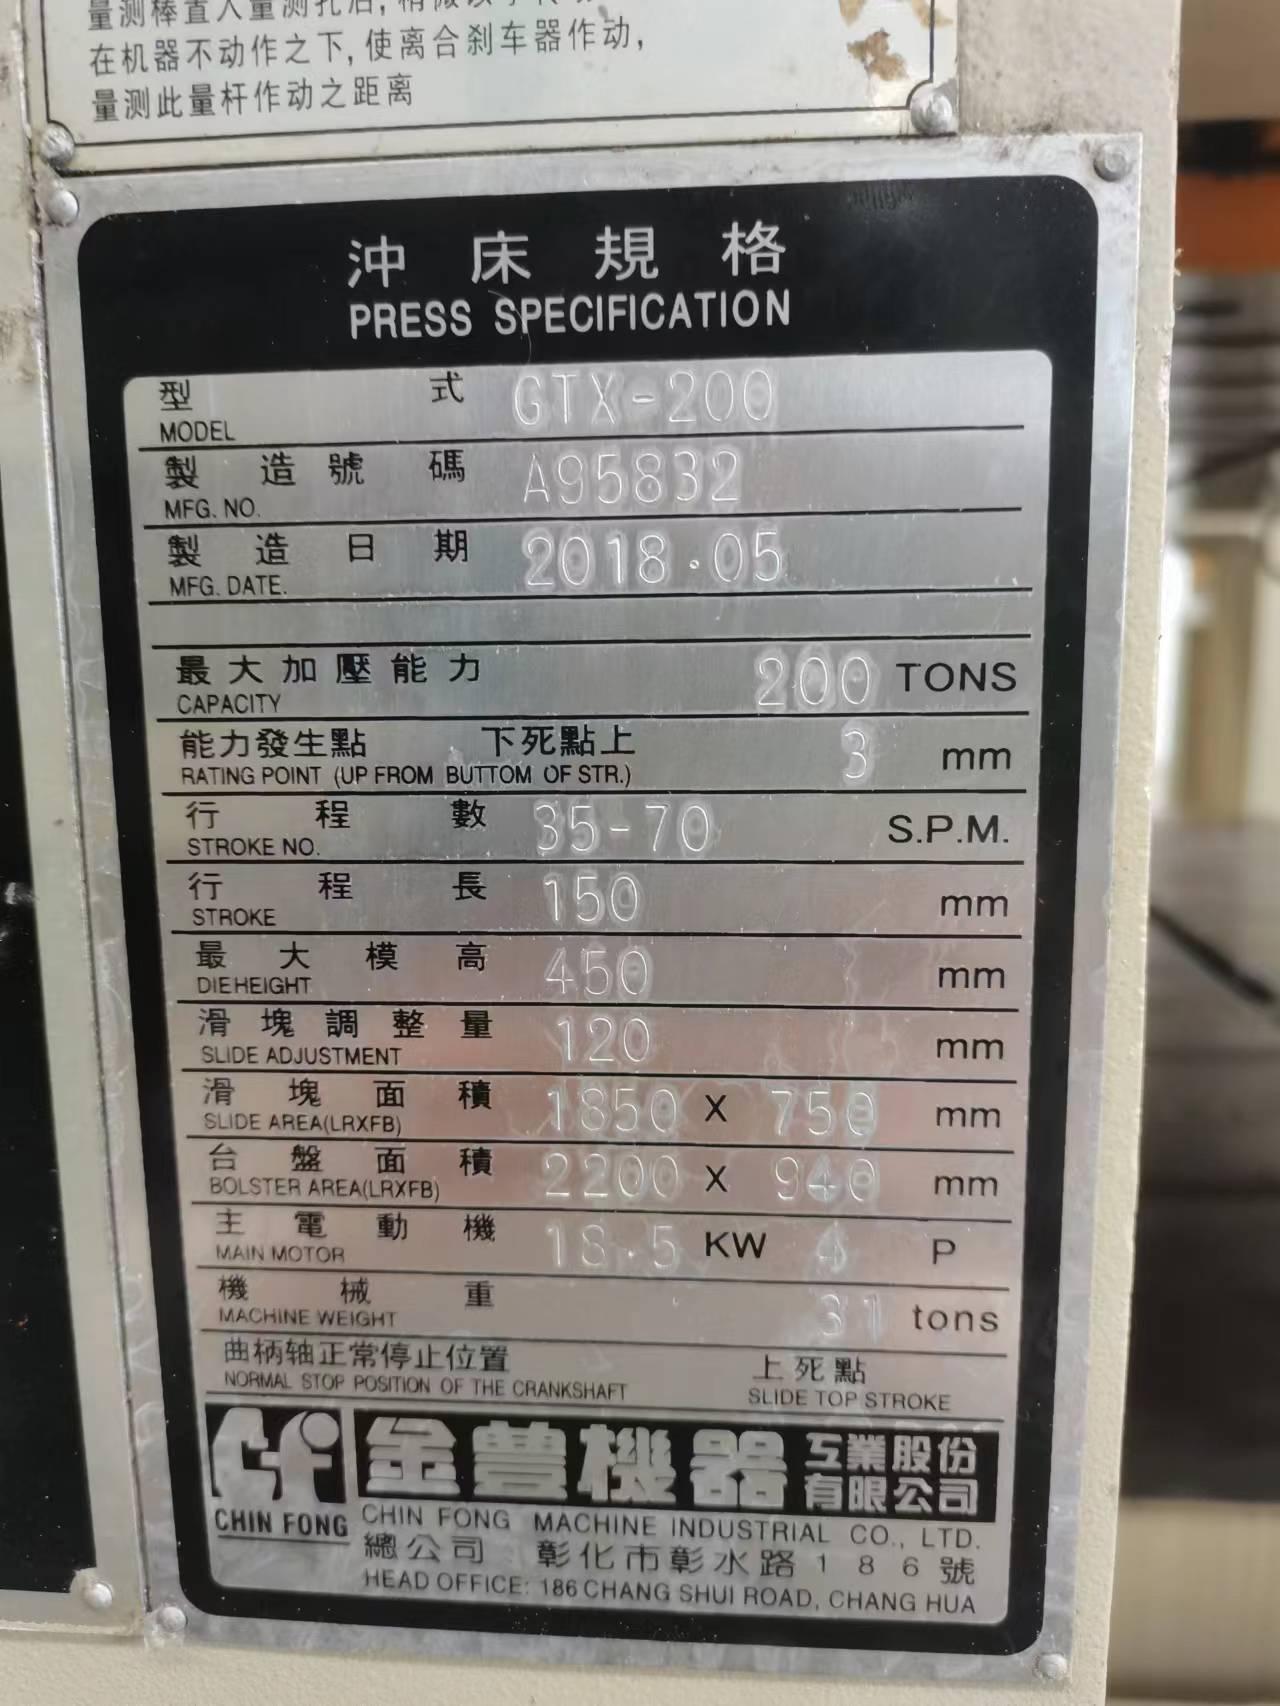 量测棒置入量测孔后，稍微以手
在机器不动作之下，使离合刹车器作动，
量测此量杆作动之距离
沖床規格
PRESS SPECIFICATION
型式 GTX-200
MODEL
製造號碼 A95832
MFG. NO.
製造日期 2018.05
MFG. DATE.
最大加壓能力 200 TONS
CAPACITY
能力發生點 下死點上 3 mm
RATING POINT (UP FROM BUTTOM OF STR.)
行程數 35-70 S.P.M.
STROKE NO.
行程長 150 mm
STROKE
最大模高 450 mm
DIEHEIGHT
滑塊調整量 120 mm
SLIDE ADJUSTMENT
滑塊面積 1850 X 750 mm
SLIDE AREA(LRXFB)
台盤面積 2200 X 940 mm
BOLSTER AREA(LRXFB)
主電動機 18.5 KW 4 P
MAIN MOTOR
機械重 31 tons
MACHINE WEIGHT
曲柄轴正常停止位置 上死點
NORMAL STOP POSITION OF THE CRANKSHAFT SLIDE TOP STROKE
金豐機器 工業股份有限公司
CHIN FONG
CHIN FONG MACHINE INDUSTRIAL CO., LTD.
總公司 彰化市彰水路186號
HEAD OFFICE: 186 CHANG SHUI ROAD, CHANG HUA